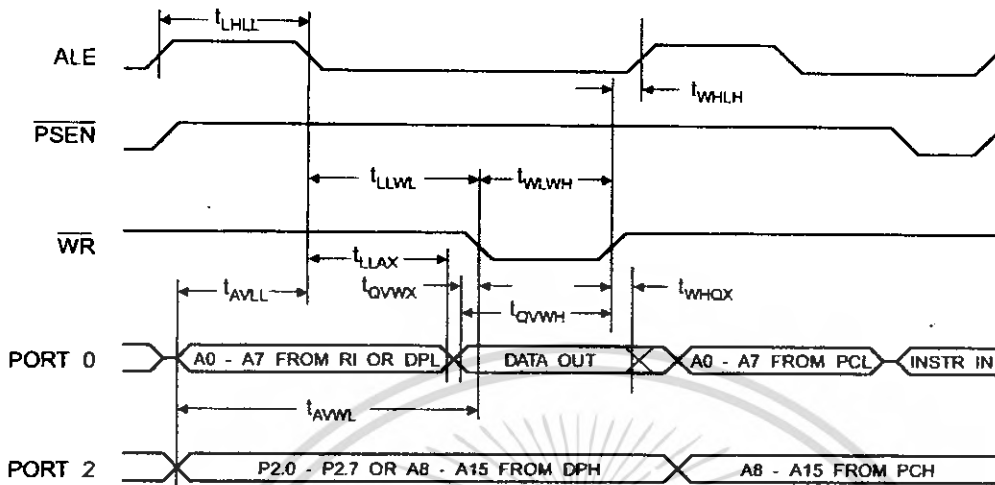 tLHLL
ALE
tWHLH
PSEN
tLLWL
tWLWH
WR
tLLAX
tAVLL
tQVWX
tWHQX
tQVWH
PORT 0
A0 - A7 FROM RI OR DPL
DATA OUT
A0 - A7 FROM PCL
INSTR IN
tAVWL
PORT 2
P2.0 - P2.7 OR A8 - A15 FROM DPH
A8 - A15 FROM PCH